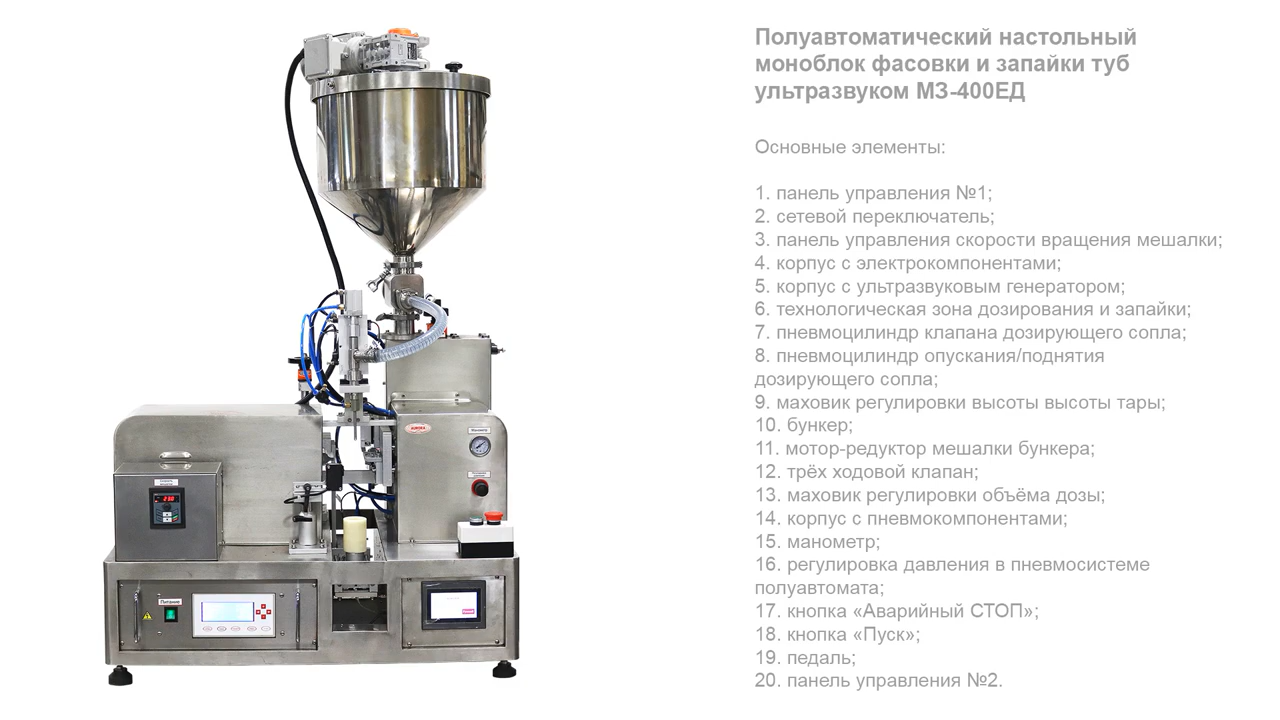 Полуавтоматический настольный
моноблок фасовки и запайки туб
ультразвуком МЗ-400ЕД
Основные элементы:
1. панель управления №1;
2. сетевой переключатель;
3. панель управления скорости вращения мешалки;
4. корпус с электрокомпонентами;
5. корпус с ультразвуковым генератором;
6. технологическая зона дозирования и запайки;
7. пневмоцилиндр клапана дозирующего сопла;
8. пневмоцилиндр опускания/поднятия
дозирующего сопла;
9. маховик регулировки высоты высоты тары;
10. бункер;
11. мотор-редуктор мешалки бункера;
12. трёх ходовой клапан;
13. маховик регулировки объёма дозы;
14. корпус с пневмокомпонентами;
15. манометр;
16. регулировка давления в пневмосистеме
полуавтомата;
17. кнопка «Аварийный СТОП»;
18. кнопка «Пуск»;
19. педаль;
20. панель управления №2.
Питание